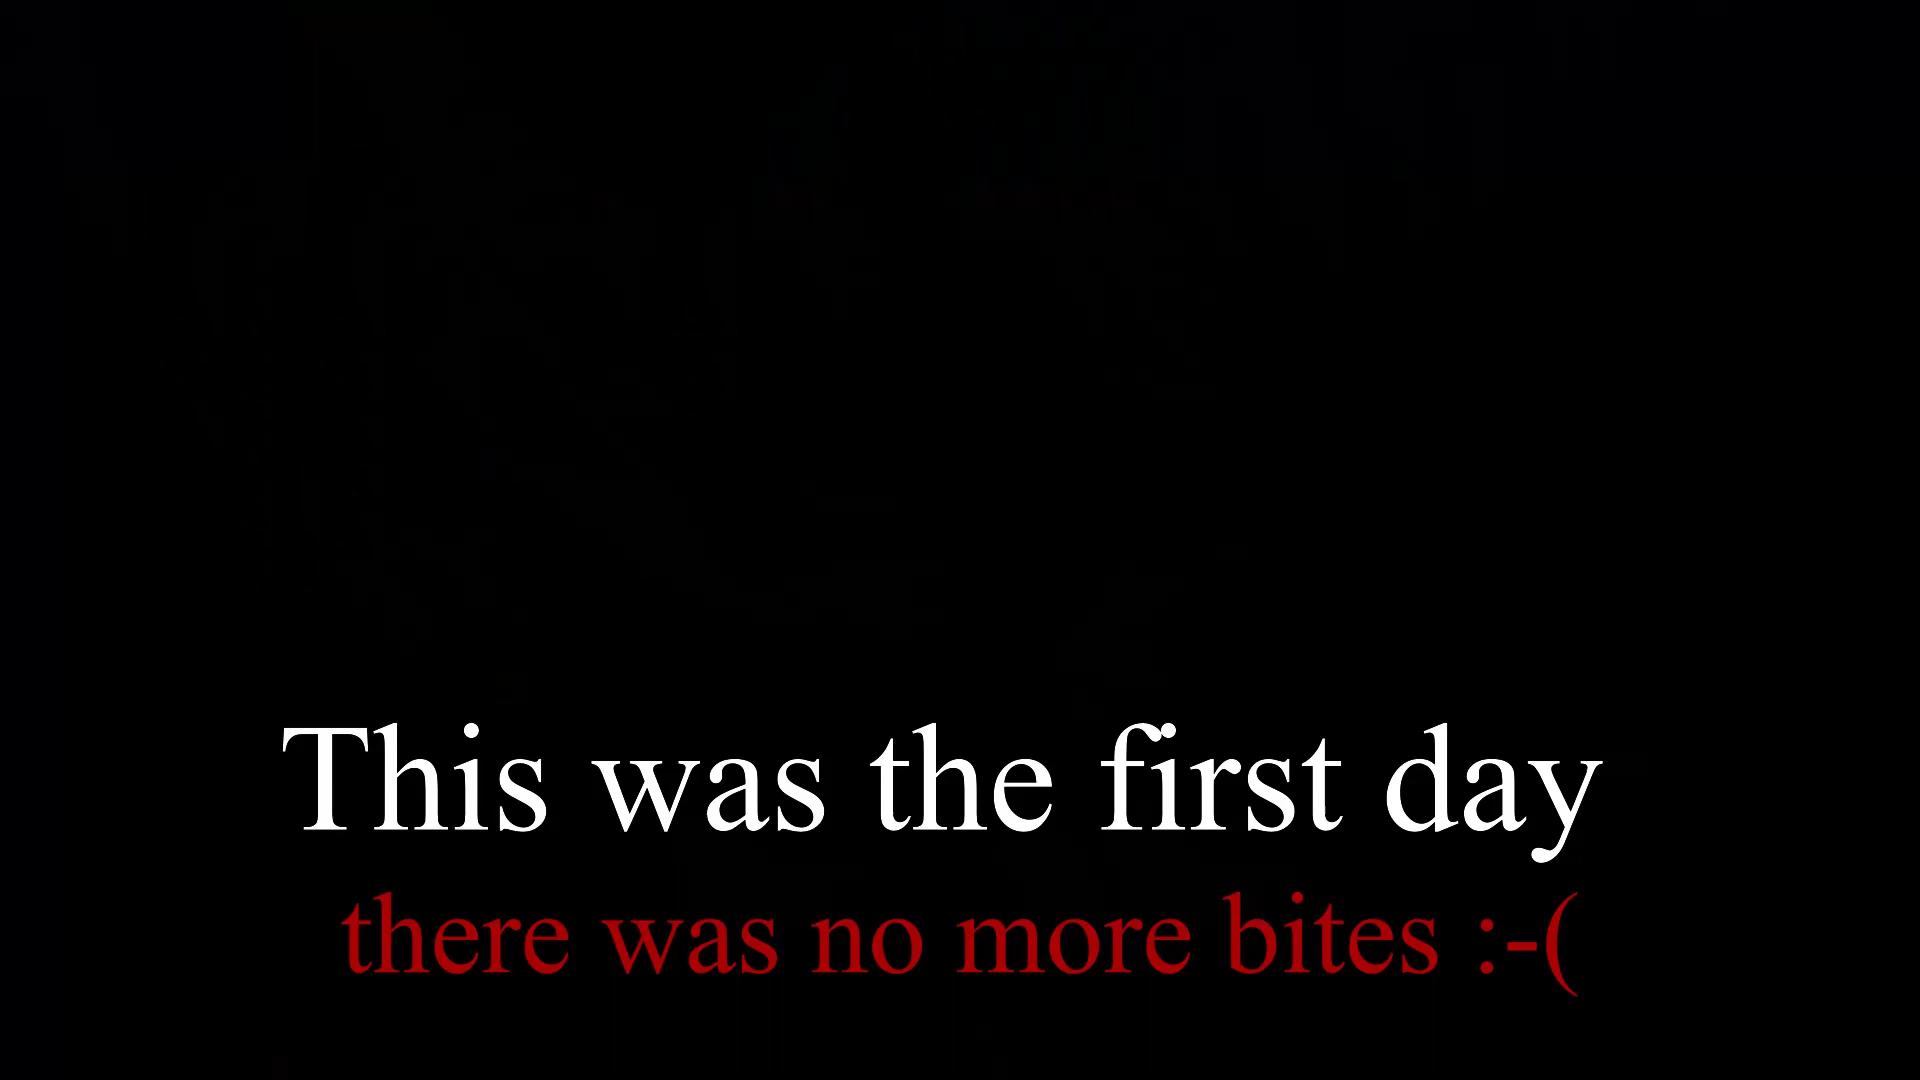 This was the first day
there was no more bites :-(